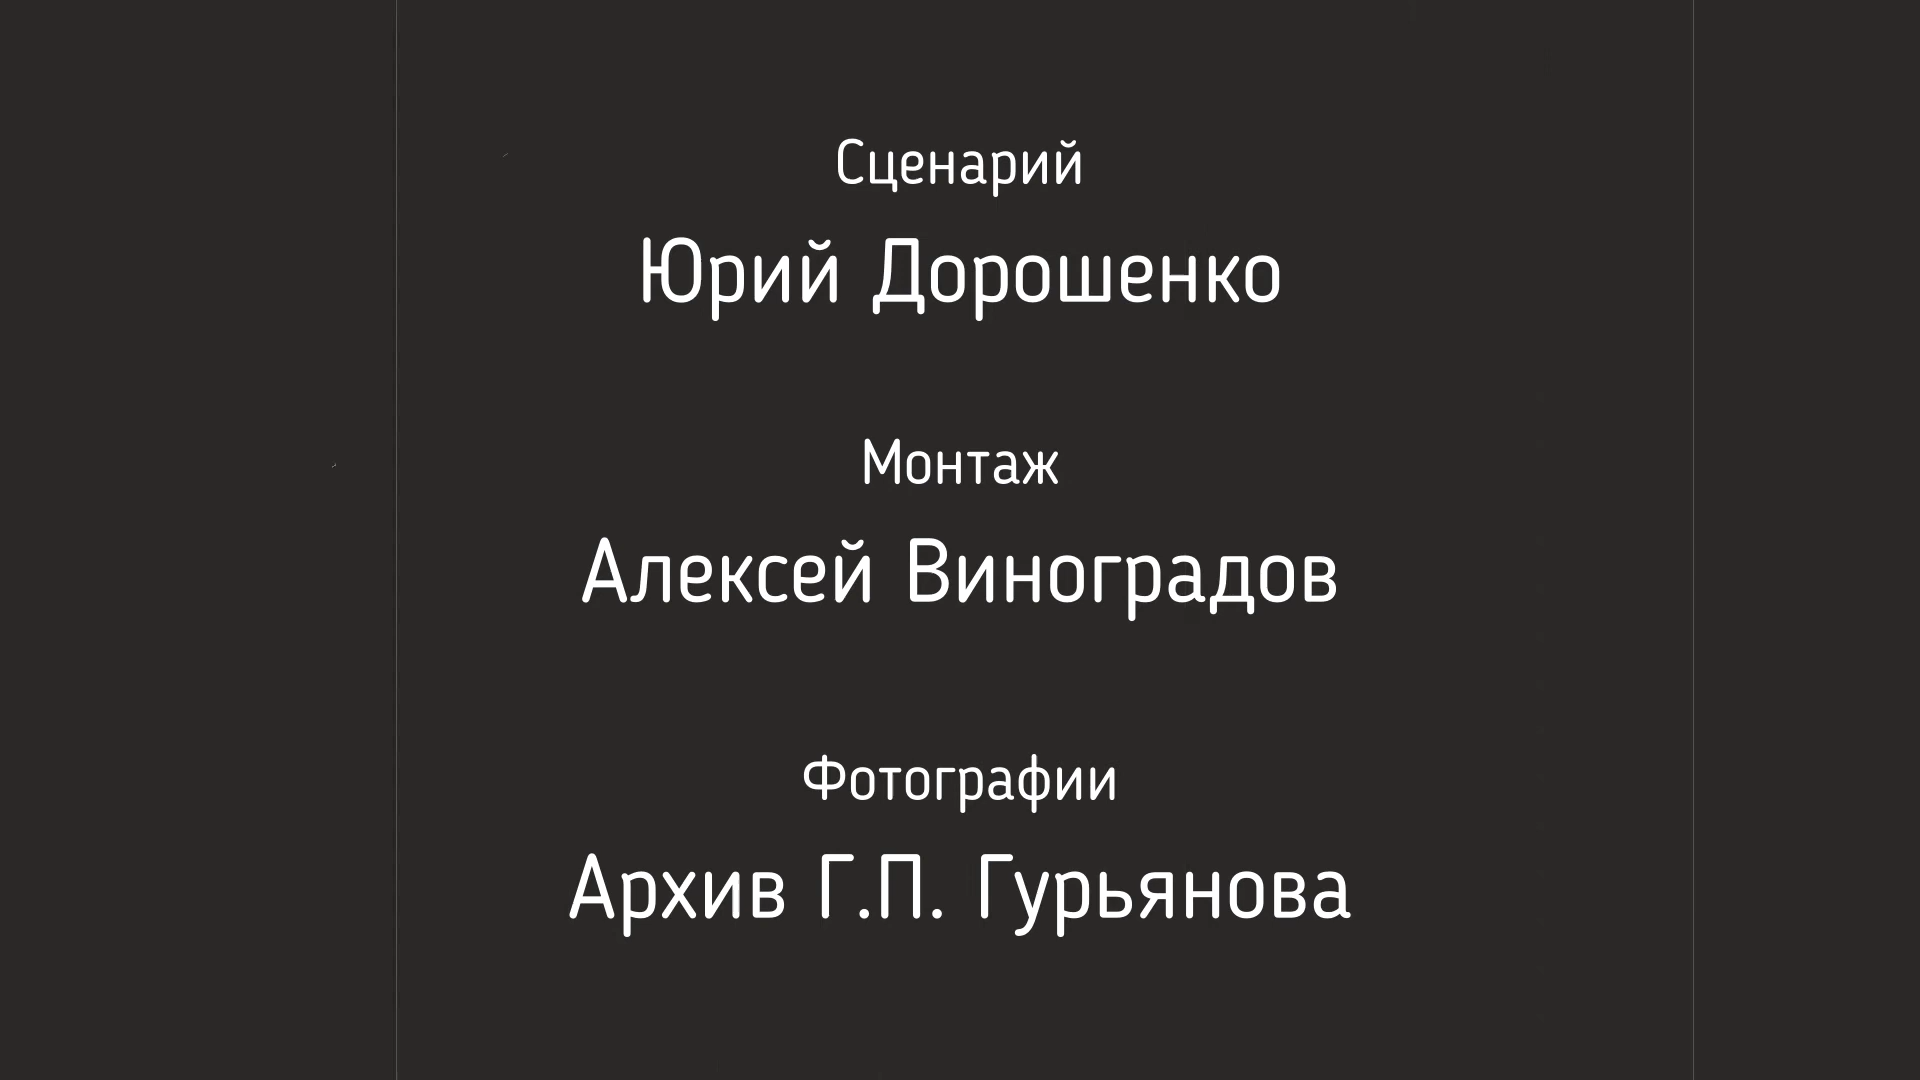 Сценарий
Юрий Дорошенко
Монтаж
Алексей Виноградов
Фотографии
Архив Г.П. Гурьянова